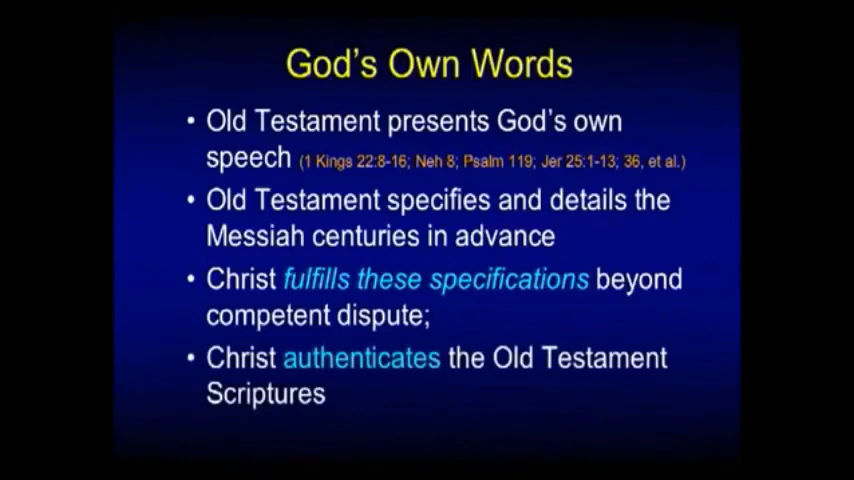 God's Own Words
• Old Testament presents God's own
speech (1 Kings 22:8-16; Neh 8; Psalm 119; Jer 25:1-13; 36, et al.)
• Old Testament specifies and details the
Messiah centuries in advance
• Christ fulfills these specifications beyond
competent dispute;
• Christ authenticates the Old Testament
Scriptures